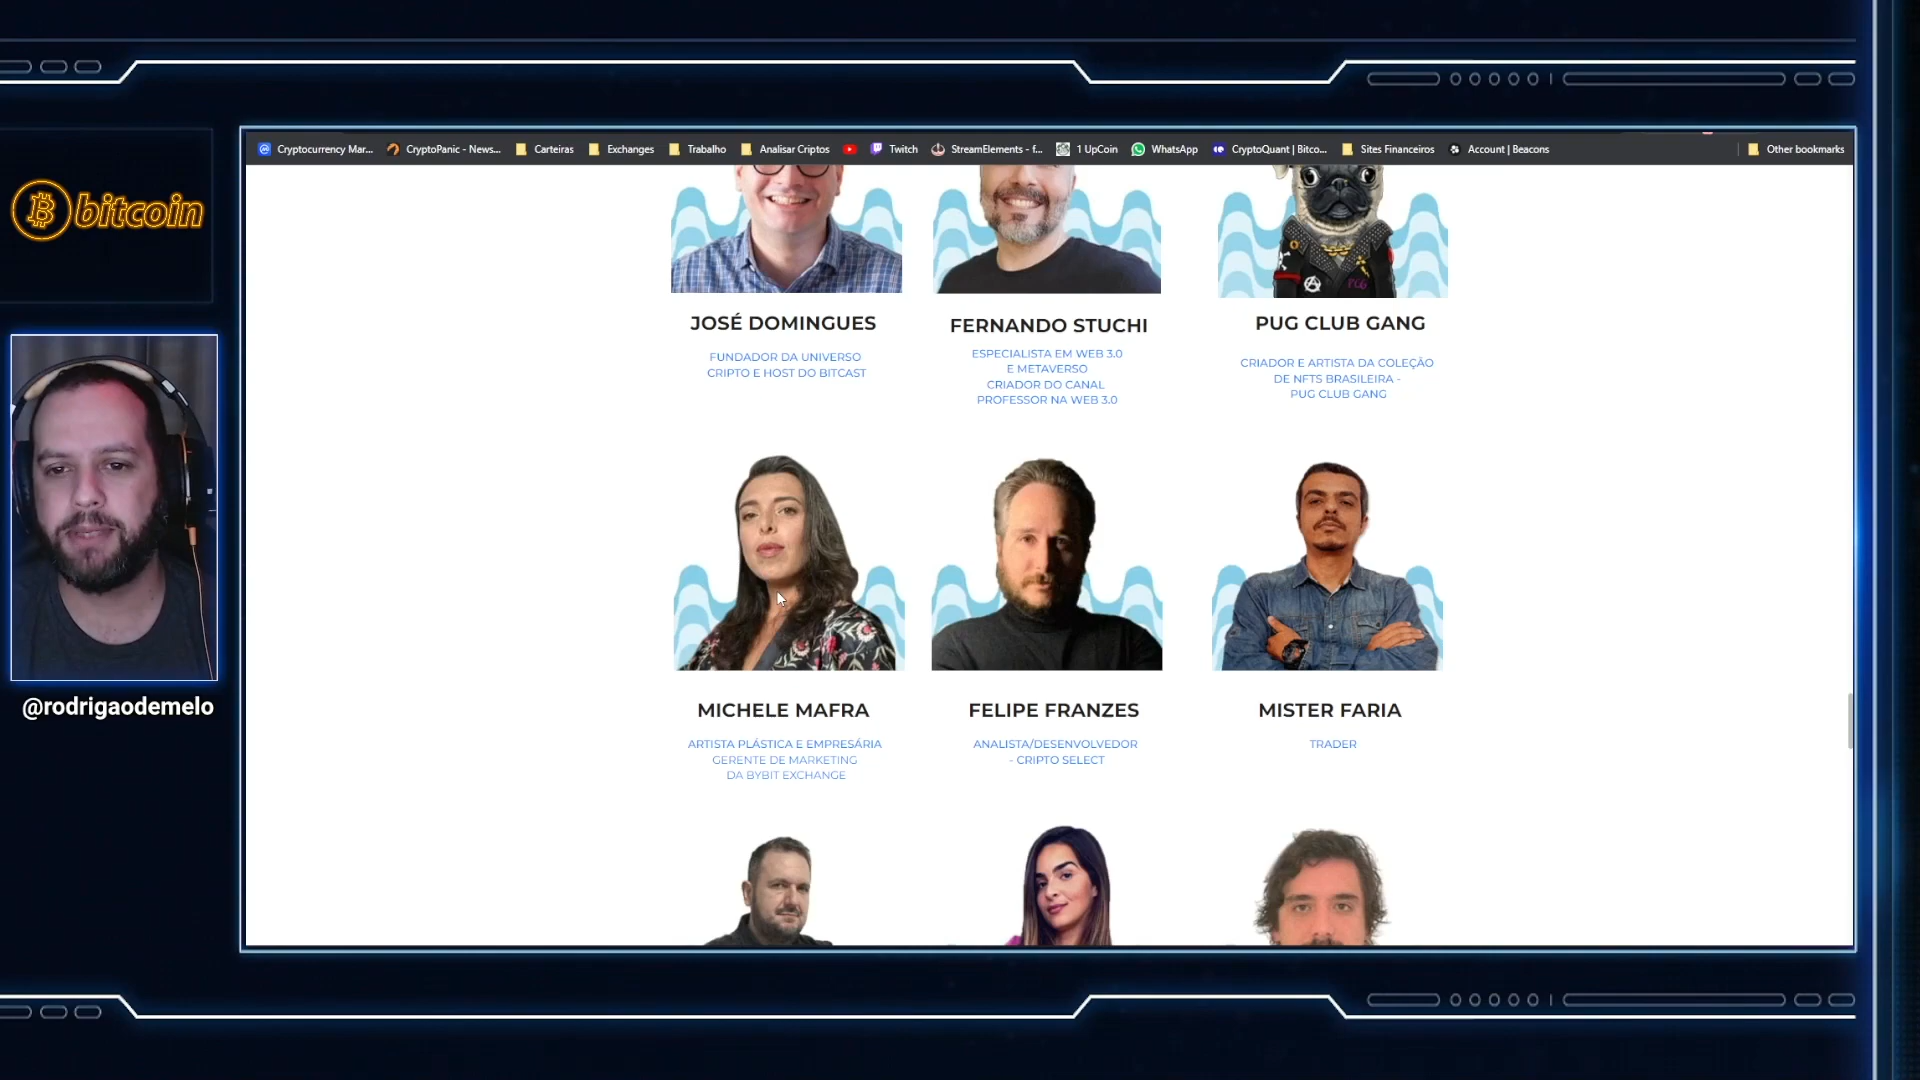 Cryptocurrency Mar... CryptoPanic - News... Carteiras Exchanges Trabalho Analisar Criptos Twitch StreamElements - f... 1 UpCoin WhatsApp CryptoQuant | Bitco... Sites Financeiros Account | Beacons Other bookmarks
bitcoin
@rodrigaodemelo
PCG
JOSÉ DOMINGUES
FUNDADOR DA UNIVERSO
CRIPTO E HOST DO BITCAST
FERNANDO STUCHI
ESPECIALISTA EM WEB 3.0
E METAVERSO
CRIADOR DO CANAL
PROFESSOR NA WEB 3.0
PUG CLUB GANG
CRIADOR E ARTISTA DA COLEÇÃO
DE NFTS BRASILEIRA -
PUG CLUB GANG
MICHELE MAFRA
ARTISTA PLÁSTICA E EMPRESÁRIA
GERENTE DE MARKETING
DA BYBIT EXCHANGE
FELIPE FRANZES
ANALISTA/DESENVOLVEDOR
- CRIPTO SELECT
MISTER FARIA
TRADER